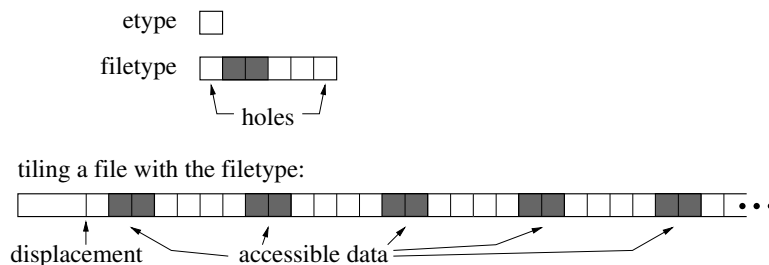 etype
filetype
holes
tiling a file with the filetype:
displacement accessible data